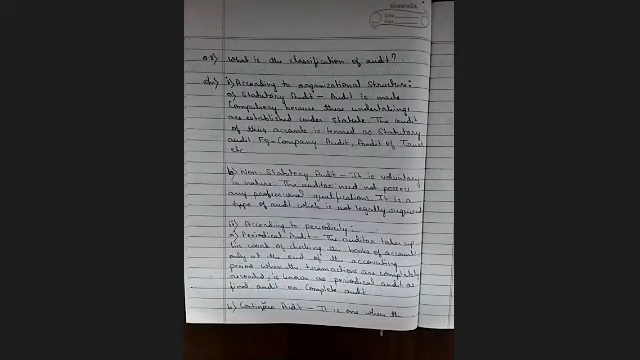 classmate
Date
Page
Q.8) What is the classification of audit?
Ans) i) According to organizational Structure:
a) Statutory Audit - Audit is made
Compulsory because these undertakings
are established under statute. The audit
of thus accounts is termed as Statutory
audit. Eg- Company Audit, Audit of Trust
etc
b) Non-Statutory Audit - It is voluntary
in nature. The auditor need not possess
any professional qualifications. It is a
type of audit which is not legally required
ii) According to periodicity:-
a) Periodical Audit - The auditor takes up
his work of checking the books of accounts
only at the end of the accounting
period when the transactions are completely
recorded, is known as periodical audit or
final audit or Complete audit
b) Continuous Audit - It is one where the